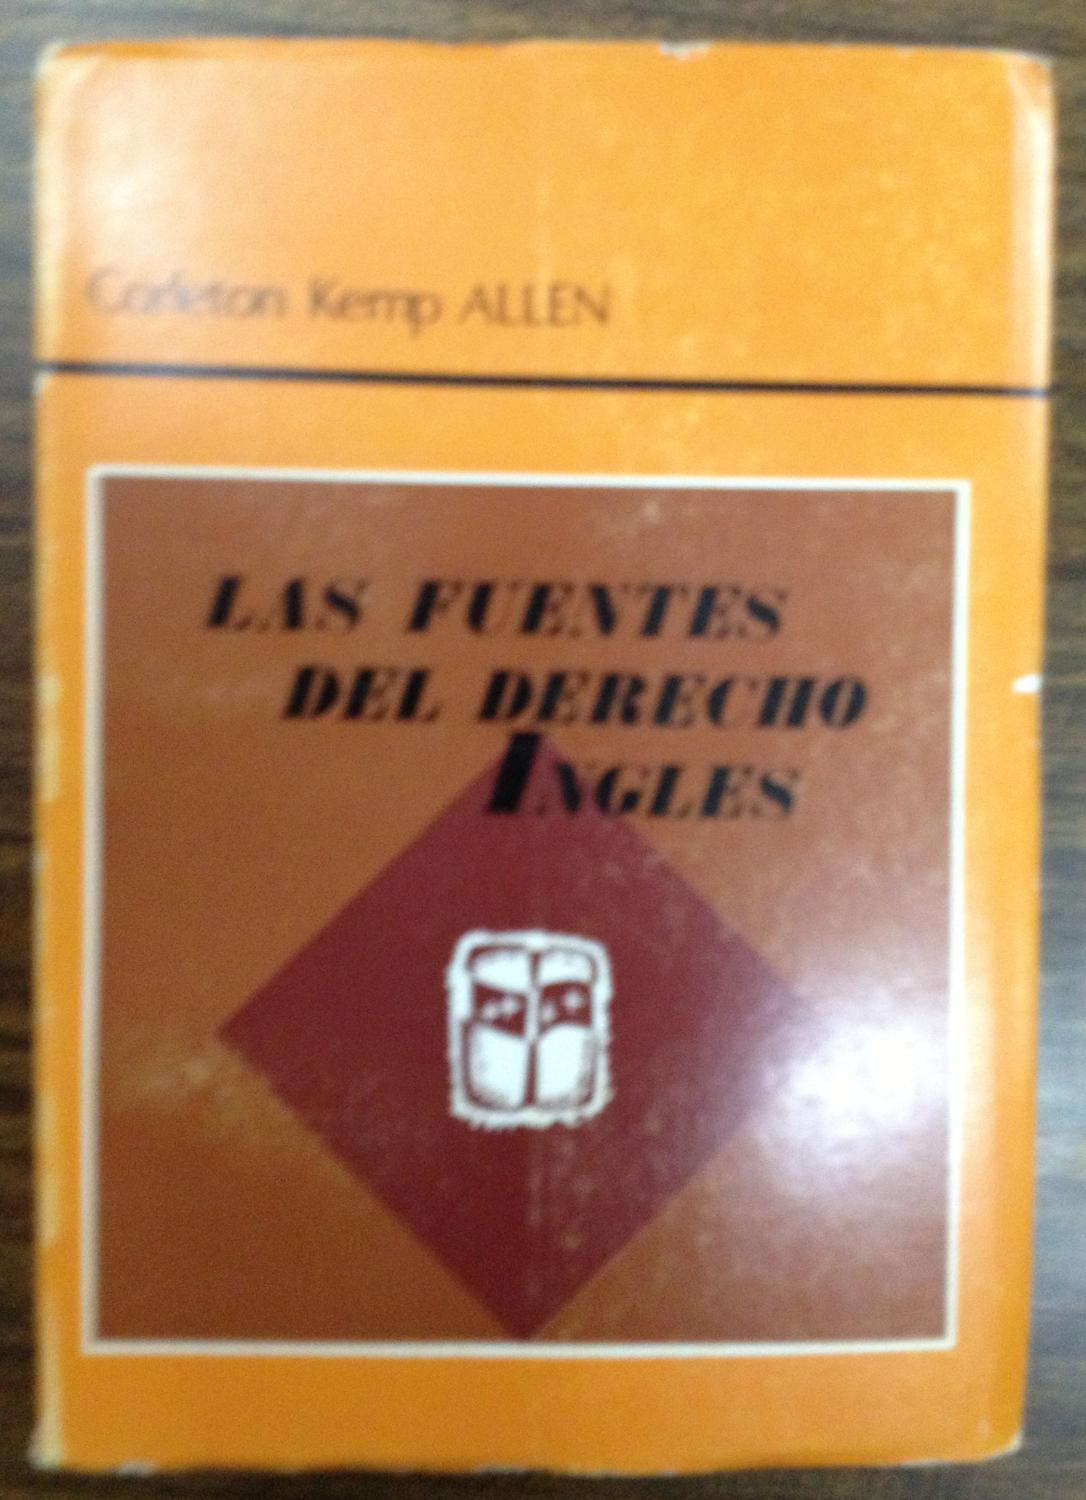 Carleton Kemp ALLEN
LAS FUENTES
DEL DERECHO
INGLES